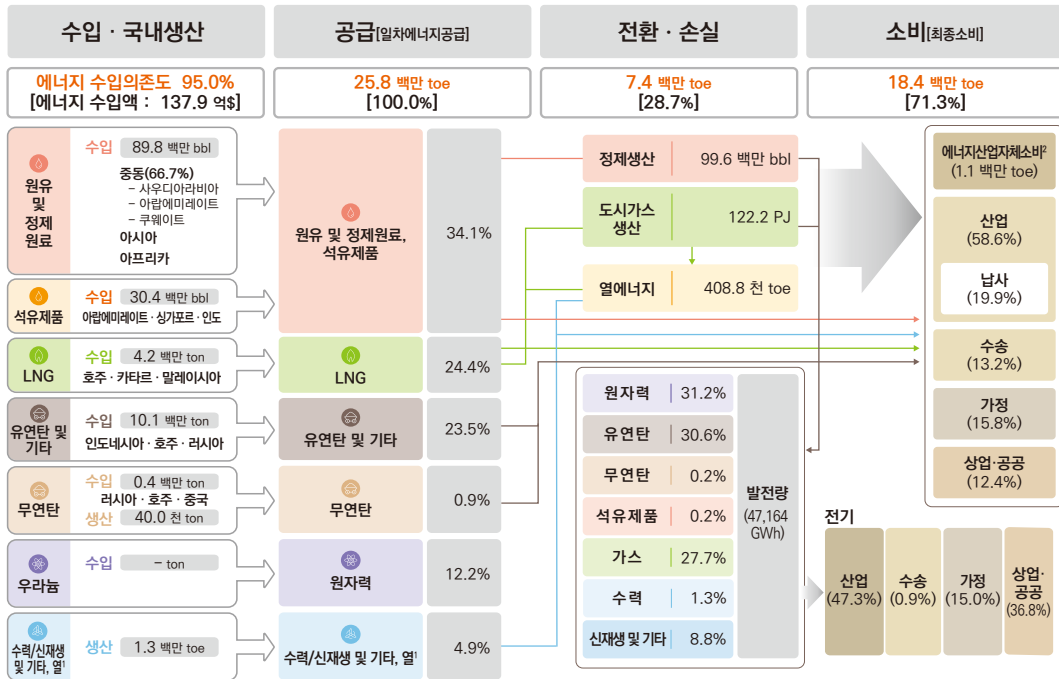 수입 · 국내생산
공급[일차에너지공급]
전환 · 손실
소비[최종소비]
에너지 수입의존도 95.0%
[에너지 수입액 : 137.9 억$]
25.8 백만 toe
[100.0%]
7.4 백만 toe
[28.7%]
18.4 백만 toe
[71.3%]
원유
및
정제
원료
수입 89.8 백만 bbl
중동(66.7%)
– 사우디아라비아
– 아랍에미레이트
– 쿠웨이트
아시아
아프리카
석유제품
수입 30.4 백만 bbl
아랍에미레이트 · 싱가포르 · 인도
LNG
수입 4.2 백만 ton
호주 · 카타르 · 말레이시아
유연탄 및
기타
수입 10.1 백만 ton
인도네시아 · 호주 · 러시아
무연탄
수입 0.4 백만 ton
러시아 · 호주 · 중국
생산 40.0 천 ton
우라늄
수입 – ton
수력/신재생
및 기타, 열¹
생산 1.3 백만 toe
원유 및 정제원료,
석유제품
34.1%
LNG
24.4%
유연탄 및 기타
23.5%
무연탄
0.9%
원자력
12.2%
수력/신재생 및 기타, 열¹
4.9%
정제생산 99.6 백만 bbl
도시가스
생산
122.2 PJ
열에너지 408.8 천 toe
원자력 31.2%
유연탄 30.6%
무연탄 0.2%
석유제품 0.2%
가스 27.7%
수력 1.3%
신재생 및 기타 8.8%
발전량
(47,164
GWh)
에너지산업자체소비²
(1.1 백만 toe)
산업
(58.6%)
납사
(19.9%)
수송
(13.2%)
가정
(15.8%)
상업·공공
(12.4%)
전기
산업
(47.3%)
수송
(0.9%)
가정
(15.0%)
상업·
공공
(36.8%)